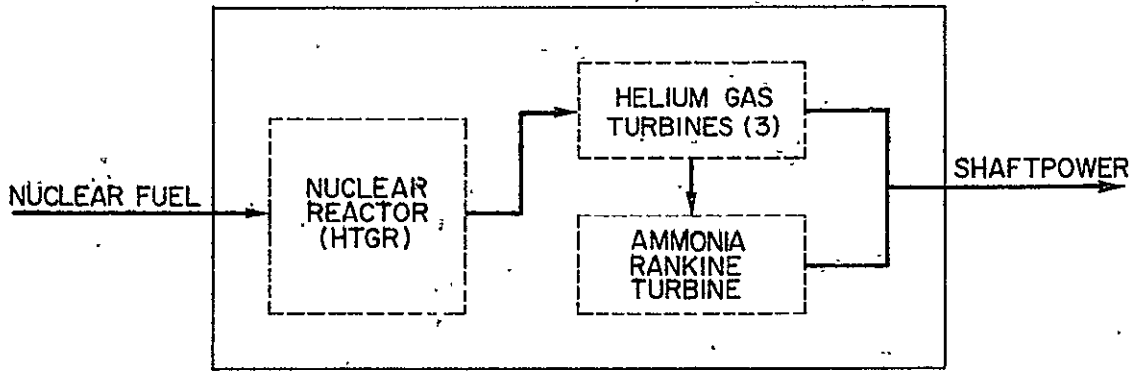 NUCLEAR FUEL
NUCLEAR
REACTOR
(HTGR)
HELIUM GAS
TURBINES (3)
AMMONIA
RANKINE
TURBINE
SHAFTPOWER